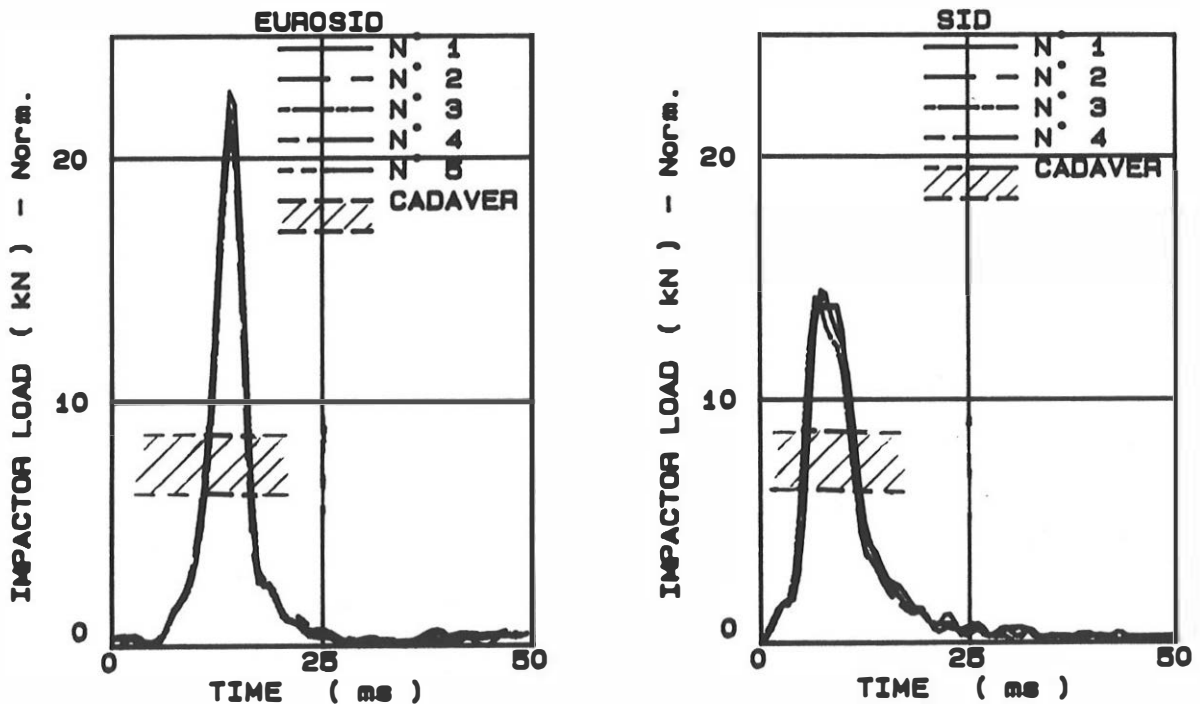 EUROSID
N° 1
N° 2
N° 3
N° 4
N° 5
CADAVER
IMPACTOR LOAD ( kN ) - Norm.
20
10
0
0 25 50
TIME ( ms )
SID
N° 1
N° 2
N° 3
N° 4
CADAVER
IMPACTOR LOAD ( kN ) - Norm.
20
10
0
0 25 50
TIME ( ms )